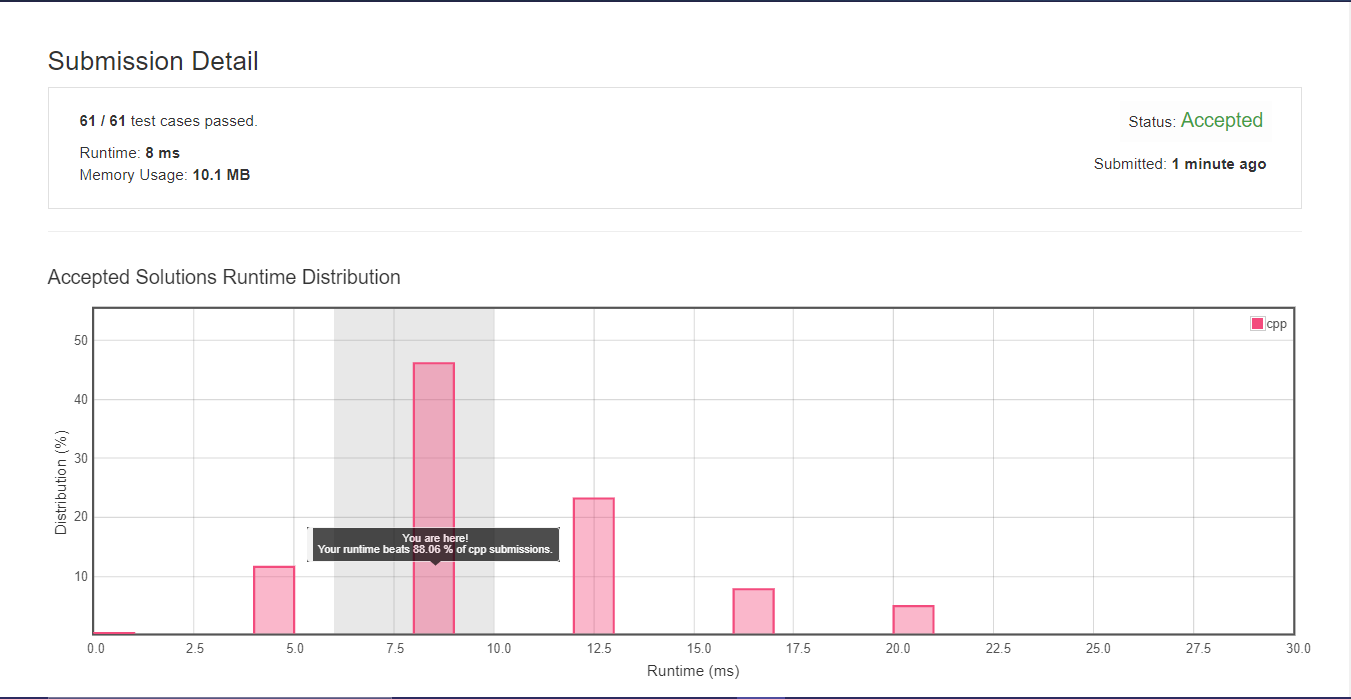 Submission Detail
61 / 61 test cases passed.
Status: Accepted
Runtime: 8 ms
Submitted: 1 minute ago
Memory Usage: 10.1 MB
Accepted Solutions Runtime Distribution
cpp
50
40
30
20
10
Distribution (%)
You are here!
Your runtime beats 88.06 % of cpp submissions.
0.0 2.5 5.0 7.5 10.0 12.5 15.0 17.5 20.0 22.5 25.0 27.5 30.0
Runtime (ms)